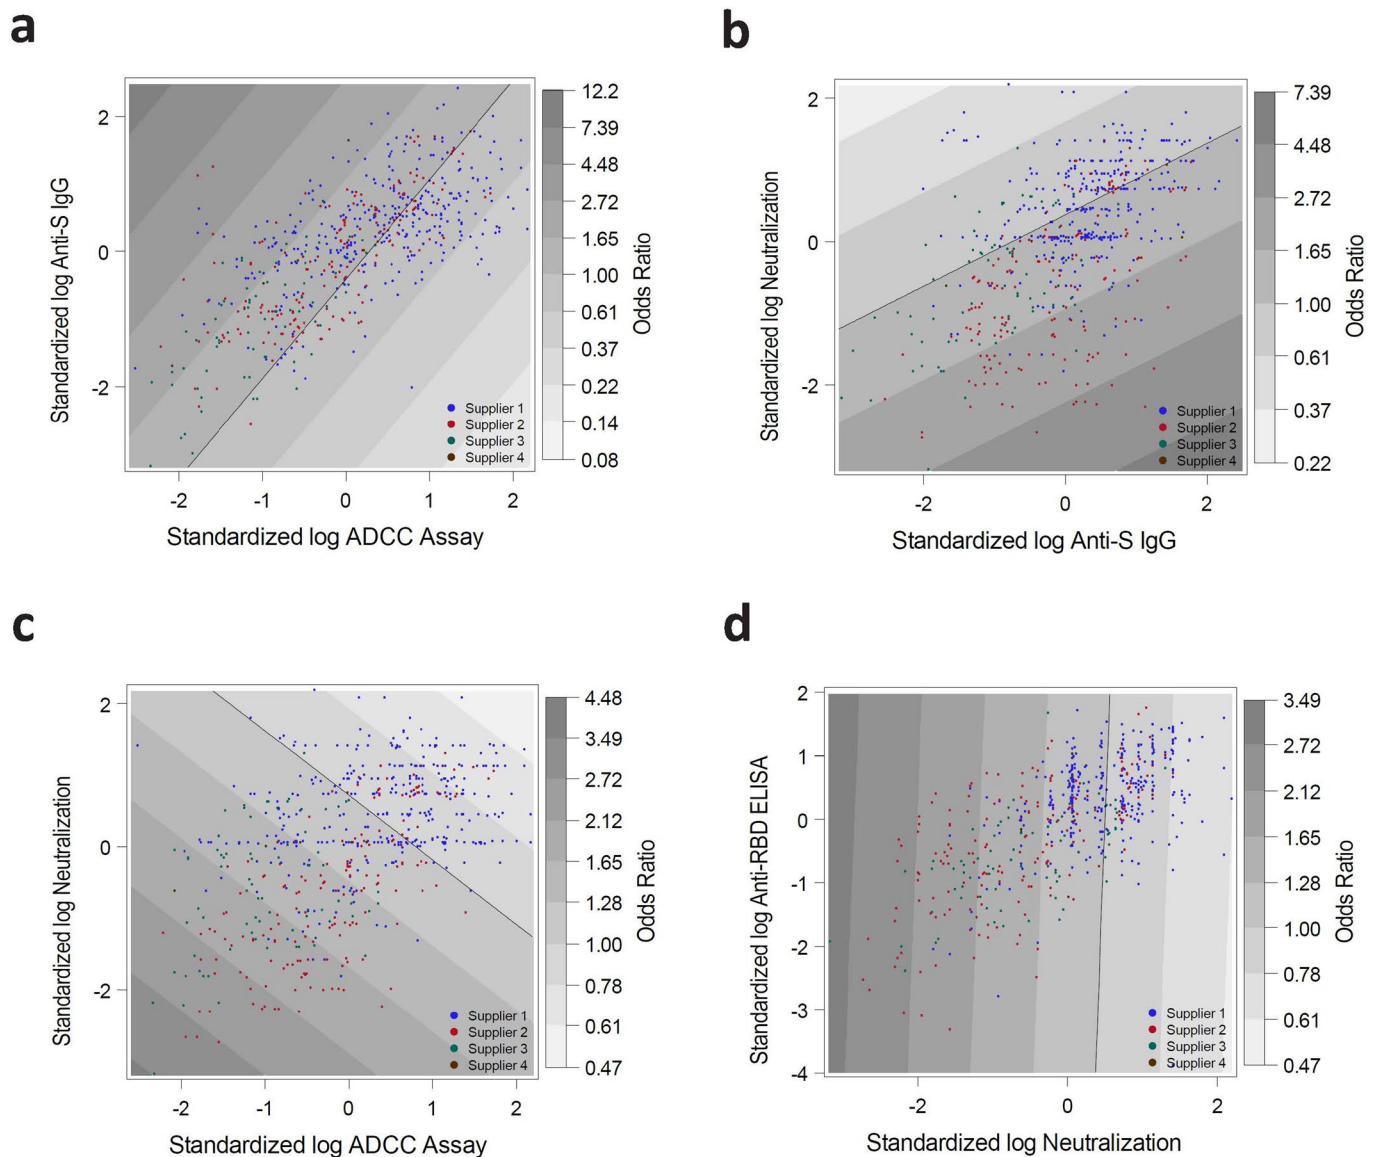 a
Standardized log Anti-S IgG
2
0
-2
-2
-1
0
1
2
Standardized log ADCC Assay
12.2
7.39
4.48
2.72
1.65
1.00
0.61
0.37
0.22
0.14
0.08
Odds Ratio
Supplier 1
Supplier 2
Supplier 3
Supplier 4
b
Standardized log Neutralization
2
0
-2
-2
0
2
Standardized log Anti-S IgG
7.39
4.48
2.72
1.65
1.00
0.61
0.37
0.22
Odds Ratio
Supplier 1
Supplier 2
Supplier 3
Supplier 4
c
Standardized log Neutralization
2
0
-2
-2
-1
0
1
2
Standardized log ADCC Assay
4.48
3.49
2.72
2.12
1.65
1.28
1.00
0.78
0.61
0.47
Odds Ratio
Supplier 1
Supplier 2
Supplier 3
Supplier 4
d
Standardized log Anti-RBD ELISA
2
1
0
-1
-2
-3
-4
-2
0
2
Standardized log Neutralization
3.49
2.72
2.12
1.65
1.28
1.00
0.78
0.61
0.47
Odds Ratio
Supplier 1
Supplier 2
Supplier 3
Supplier 4